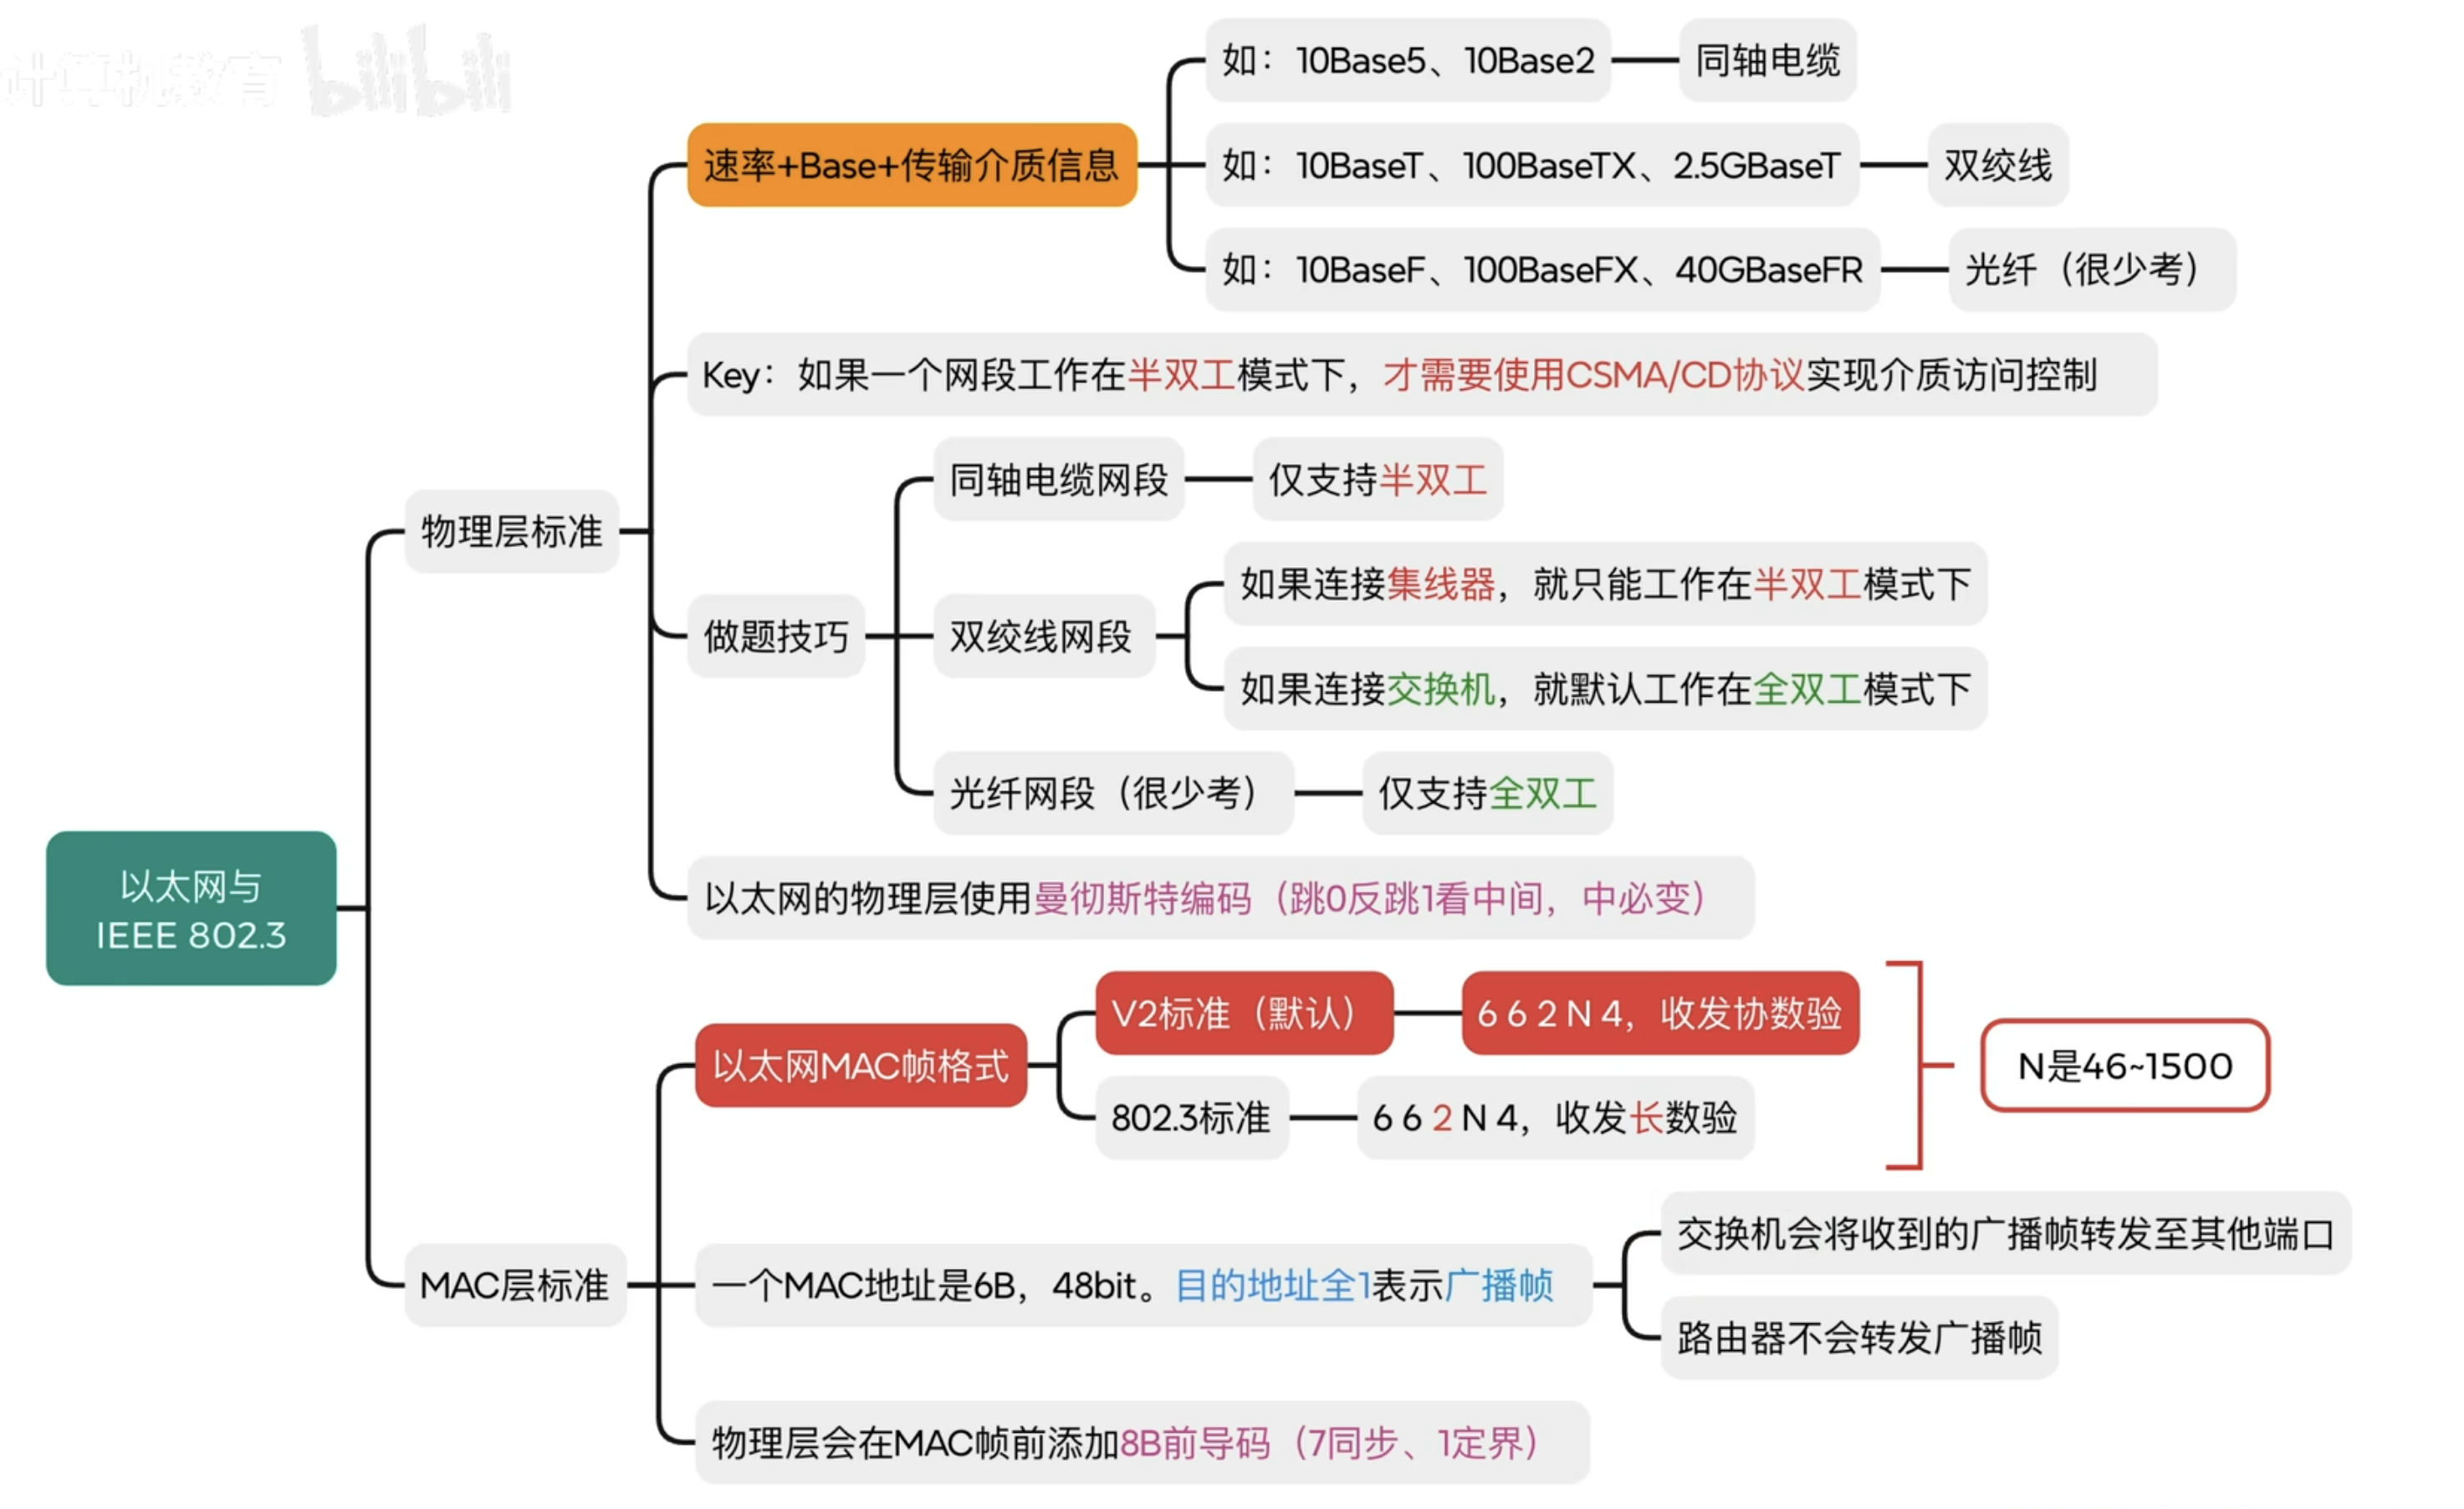 计算机教育 bilibili
如：10Base5、10Base2
同轴电缆
速率+Base+传输介质信息
如：10BaseT、100BaseTX、2.5GBaseT
双绞线
如：10BaseF、100BaseFX、40GBaseFR
光纤（很少考）
Key：如果一个网段工作在半双工模式下，才需要使用CSMA/CD协议实现介质访问控制
同轴电缆网段
仅支持半双工
物理层标准
如果连接集线器，就只能工作在半双工模式下
做题技巧
双绞线网段
如果连接交换机，就默认工作在全双工模式下
光纤网段（很少考）
仅支持全双工
以太网的物理层使用曼彻斯特编码（跳0反跳1看中间，中必变）
以太网与
IEEE 802.3
V2标准（默认）
6 6 2 N 4，收发协数验
以太网MAC帧格式
N是46~1500
802.3标准
6 6 2 N 4，收发长数验
交换机会将收到的广播帧转发至其他端口
MAC层标准
一个MAC地址是6B，48bit。目的地址全1表示广播帧
路由器不会转发广播帧
物理层会在MAC帧前添加8B前导码（7同步、1定界）